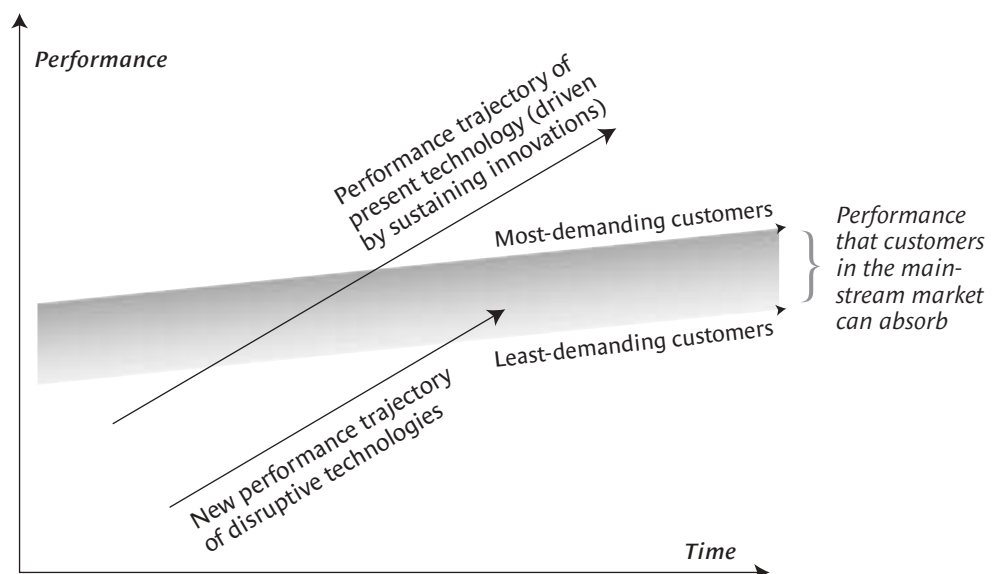 Performance
Performance trajectory of
present technology (driven
by sustaining innovations)
Most-demanding customers
Performance
that customers
in the main-
stream market
can absorb
Least-demanding customers
New performance trajectory
of disruptive technologies
Time